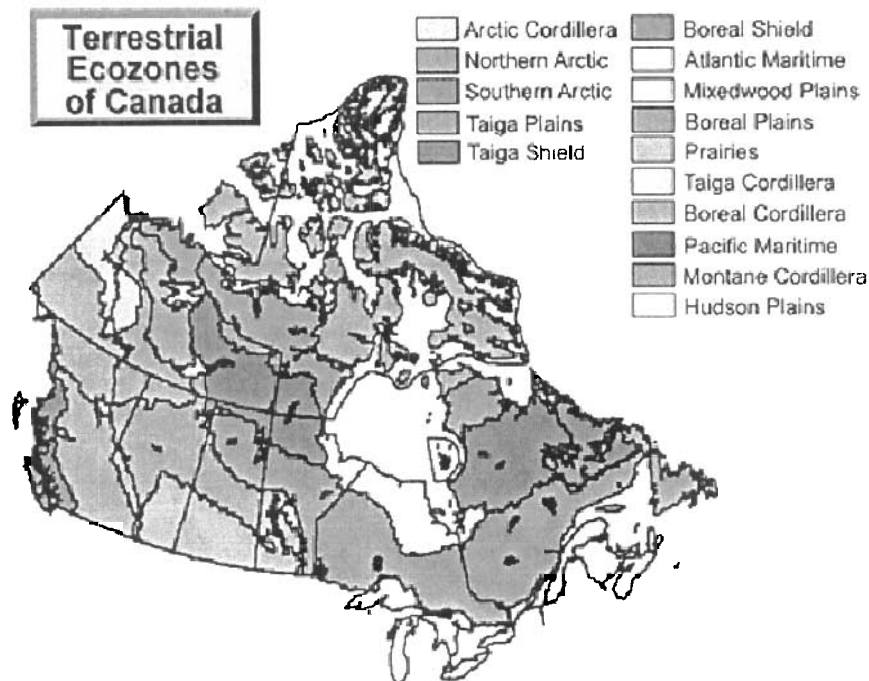 Terrestrial
Ecozones
of Canada
Arctic Cordillera
Northern Arctic
Southern Arctic
Taiga Plains
Taiga Shield
Boreal Shield
Atlantic Maritime
Mixedwood Plains
Boreal Plains
Prairies
Taiga Cordillera
Boreal Cordillera
Pacific Maritime
Montane Cordillera
Hudson Plains